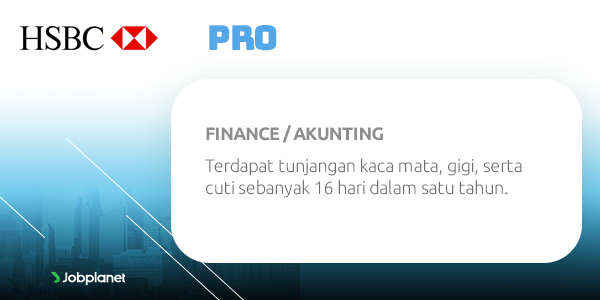 HSBC
PRO
FINANCE / AKUNTING
Terdapat tunjangan kaca mata, gigi, serta
cuti sebanyak 16 hari dalam satu tahun.
Jobplanet